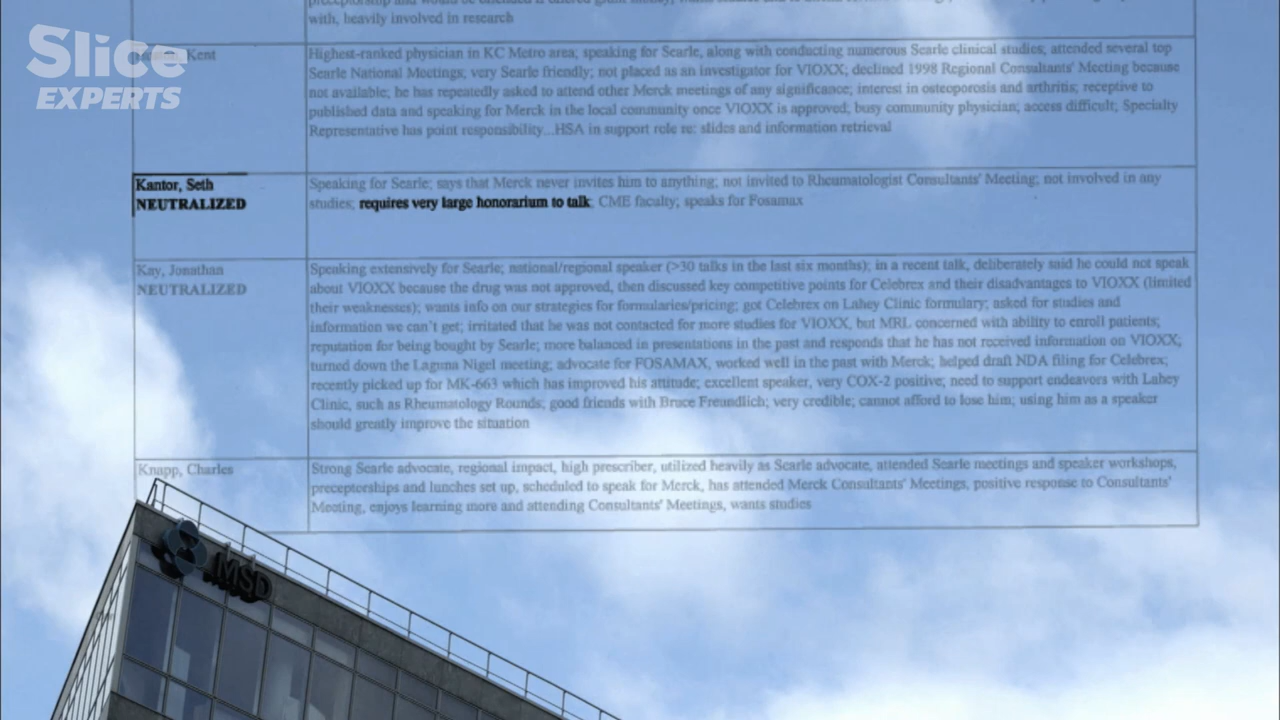 Slice
EXPERTS
with, heavily involved in research
Kent
Highest-ranked physician in KC Metro area; speaking for Searle, along with conducting numerous Searle clinical studies; attended several top
Searle National Meetings; very Searle friendly; not placed as an investigator for VIOXX; declined 1998 Regional Consultants' Meeting because
not available; he has repeatedly asked to attend other Merck meetings of any significance; interest in osteoporosis and arthritis; receptive to
published data and speaking for Merck in the local community once VIOXX is approved; busy community physician; access difficult; Specialty
Representative has point responsibility...HSA in support role re: slides and information retrieval
Kantor, Seth
NEUTRALIZED
Speaking for Searle; says that Merck never invites him to anything; not invited to Rheumatologist Consultants' Meeting; not involved in any
studies; requires very large honorarium to talk; CME faculty; speaks for Fosamax
Kay, Jonathan
NEUTRALIZED
Speaking extensively for Searle; national/regional speaker (>30 talks in the last six months); in a recent talk, deliberately said he could not speak
about VIOXX because the drug was not approved, then discussed key competitive points for Celebrex and their disadvantages to VIOXX (limited
their weaknesses); wants info on our strategies for formularies/pricing; got Celebrex on Lahey Clinic formulary; asked for studies and
information we can't get; irritated that he was not contacted for more studies for VIOXX, but MRL concerned with ability to enroll patients;
reputation for being bought by Searle; more balanced in presentations in the past and responds that he has not received information on VIOXX;
turned down the Laguna Nigel meeting; advocate for FOSAMAX, worked well in the past with Merck; helped draft NDA filing for Celebrex;
recently picked up for MK-663 which has improved his attitude; excellent speaker, very COX-2 positive; need to support endeavors with Lahey
Clinic, such as Rheumatology Rounds; good friends with Bruce Freundlich; very credible; cannot afford to lose him; using him as a speaker
should greatly improve the situation
Knapp, Charles
Strong Searle advocate, regional impact, high prescriber, utilized heavily as Searle advocate, attended Searle meetings and speaker workshops,
preceptorships and lunches set up, scheduled to speak for Merck, has attended Merck Consultants' Meetings, positive response to Consultants'
Meeting, enjoys learning more and attending Consultants' Meetings, wants studies
MSD